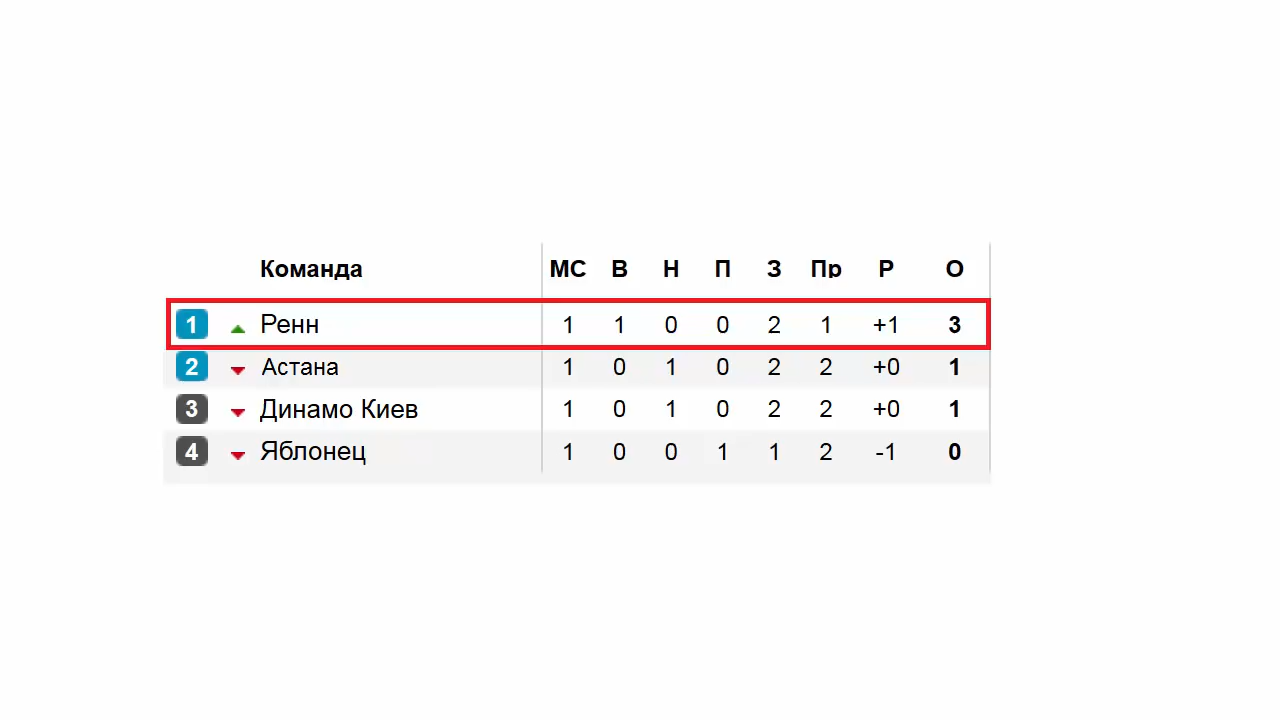 Команда МС В Н П З Пр Р О
1 Ренн 1 1 0 0 2 1 +1 3
2 Астана 1 0 1 0 2 2 +0 1
3 Динамо Киев 1 0 1 0 2 2 +0 1
4 Яблонец 1 0 0 1 1 2 -1 0